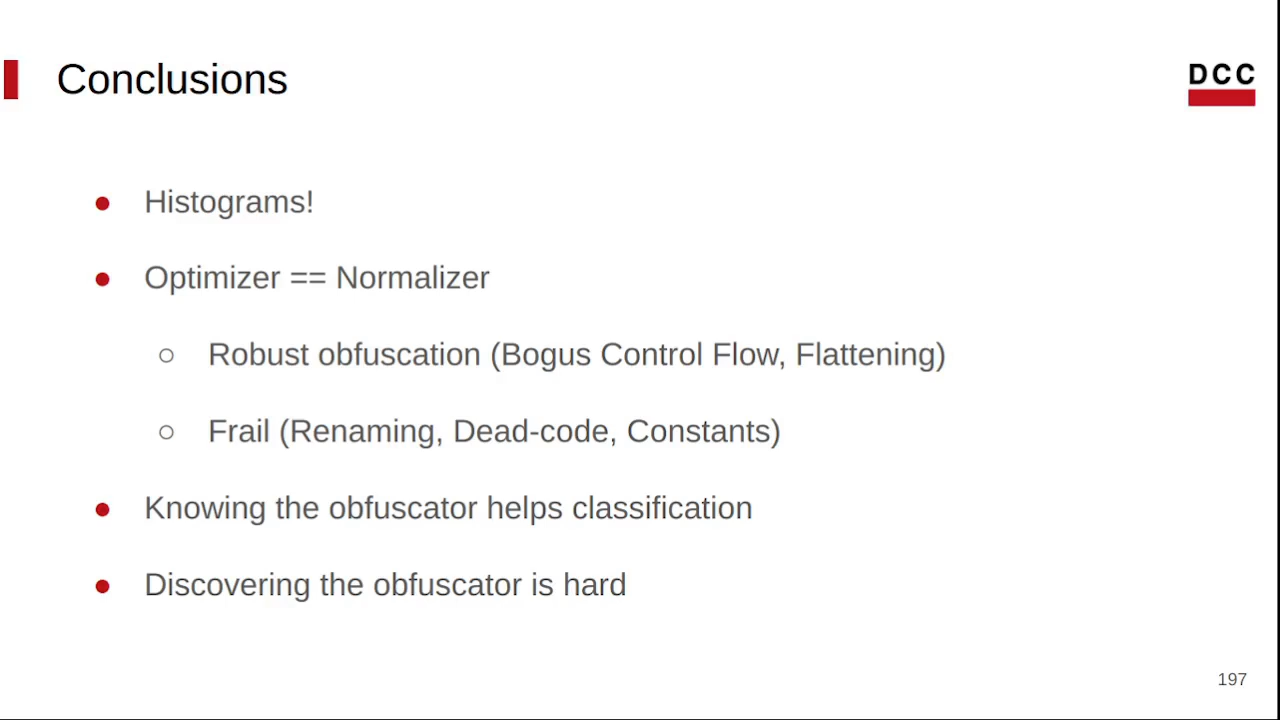 Conclusions
DCC
● Histograms!
● Optimizer == Normalizer
○ Robust obfuscation (Bogus Control Flow, Flattening)
○ Frail (Renaming, Dead-code, Constants)
● Knowing the obfuscator helps classification
● Discovering the obfuscator is hard
197